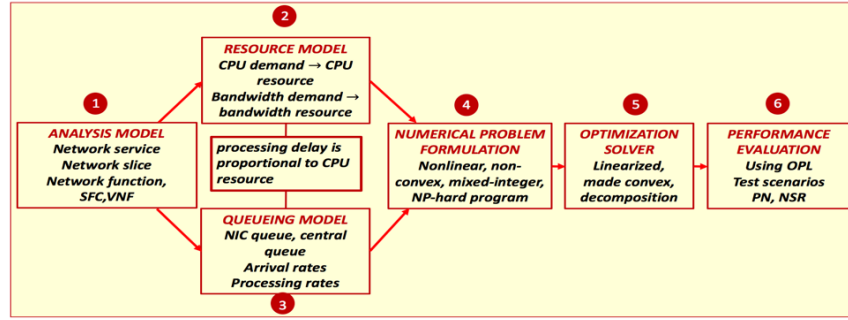 1
ANALYSIS MODEL
Network service
Network slice
Network function,
SFC,VNF
2
RESOURCE MODEL
CPU demand → CPU
resource
Bandwidth demand →
bandwidth resource
processing delay is
proportional to CPU
resource
QUEUEING MODEL
NIC queue, central
queue
Arrival rates
Processing rates
3
4
NUMERICAL PROBLEM
FORMULATION
Nonlinear, non-
convex, mixed-integer,
NP-hard program
5
OPTIMIZATION
SOLVER
Linearized,
made convex,
decomposition
6
PERFORMANCE
EVALUATION
Using OPL
Test scenarios
PN, NSR